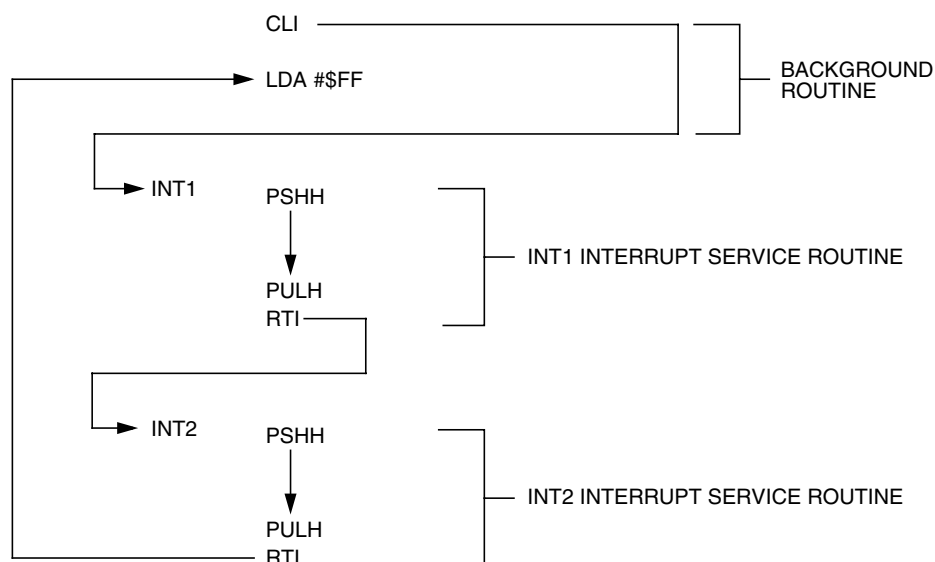 CLI
LDA #$FF
BACKGROUND
ROUTINE
INT1
PSHH
INT1 INTERRUPT SERVICE ROUTINE
PULH
RTI
INT2
PSHH
INT2 INTERRUPT SERVICE ROUTINE
PULH
RTI